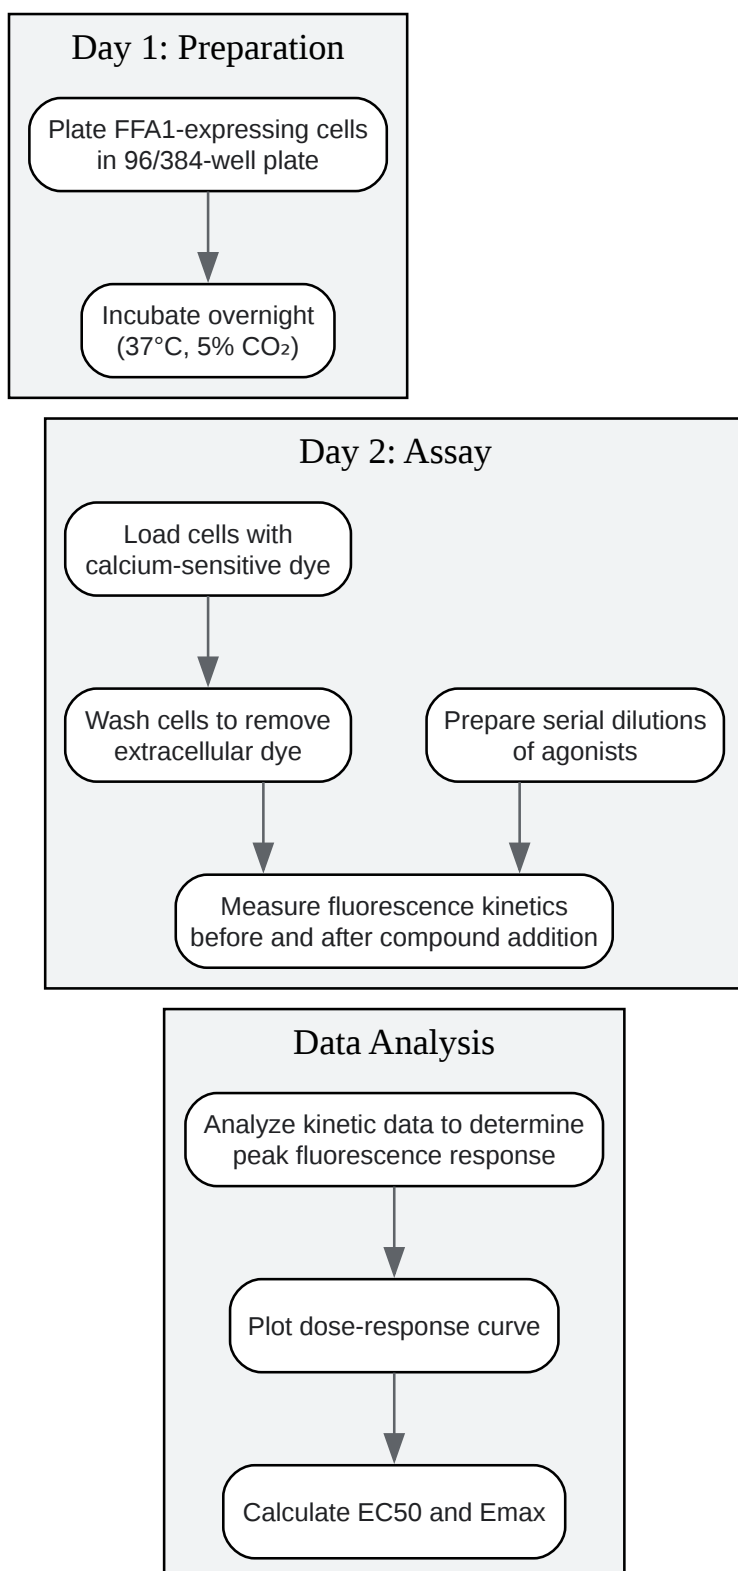 Day 1: Preparation
Plate FFA1-expressing cells
in 96/384-well plate
Incubate overnight
(37°C, 5% CO₂)
Day 2: Assay
Load cells with
calcium-sensitive dye
Wash cells to remove
extracellular dye
Prepare serial dilutions
of agonists
Measure fluorescence kinetics
before and after compound addition
Data Analysis
Analyze kinetic data to determine
peak fluorescence response
Plot dose-response curve
Calculate EC50 and Emax